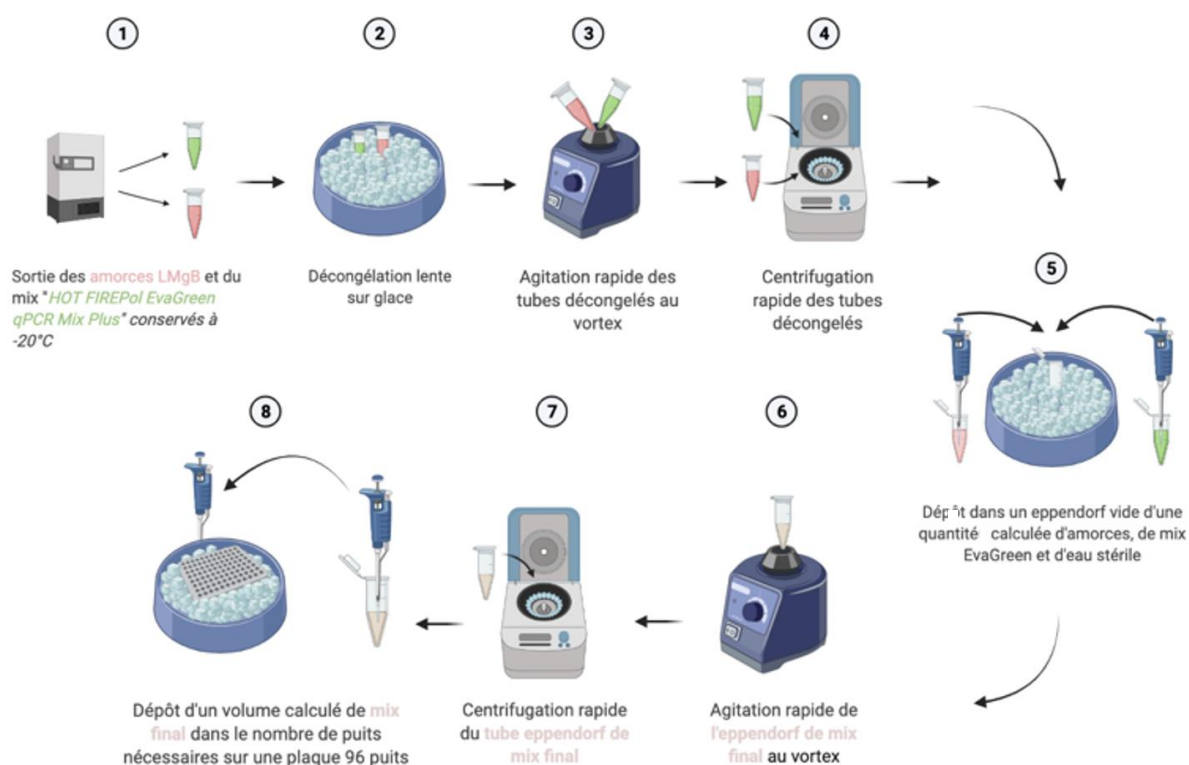 1
2
3
4
Sortie des amorces LMgB et du
mix "HOT FIREPol EvaGreen
qPCR Mix Plus" conservés à
-20°C
Décongélation lente
sur glace
Agitation rapide des
tubes décongelés au
vortex
Centrifugation
rapide des tubes
décongelés
5
Dépôt dans un eppendorf vide d'une
quantité calculée d'amorces, de mix
EvaGreen et d'eau stérile
8
7
6
Dépôt d'un volume calculé de mix
final dans le nombre de puits
nécessaires sur une plaque 96 puits
Centrifugation rapide
du tube eppendorf de
mix final
Agitation rapide de
l'eppendorf de mix
final au vortex